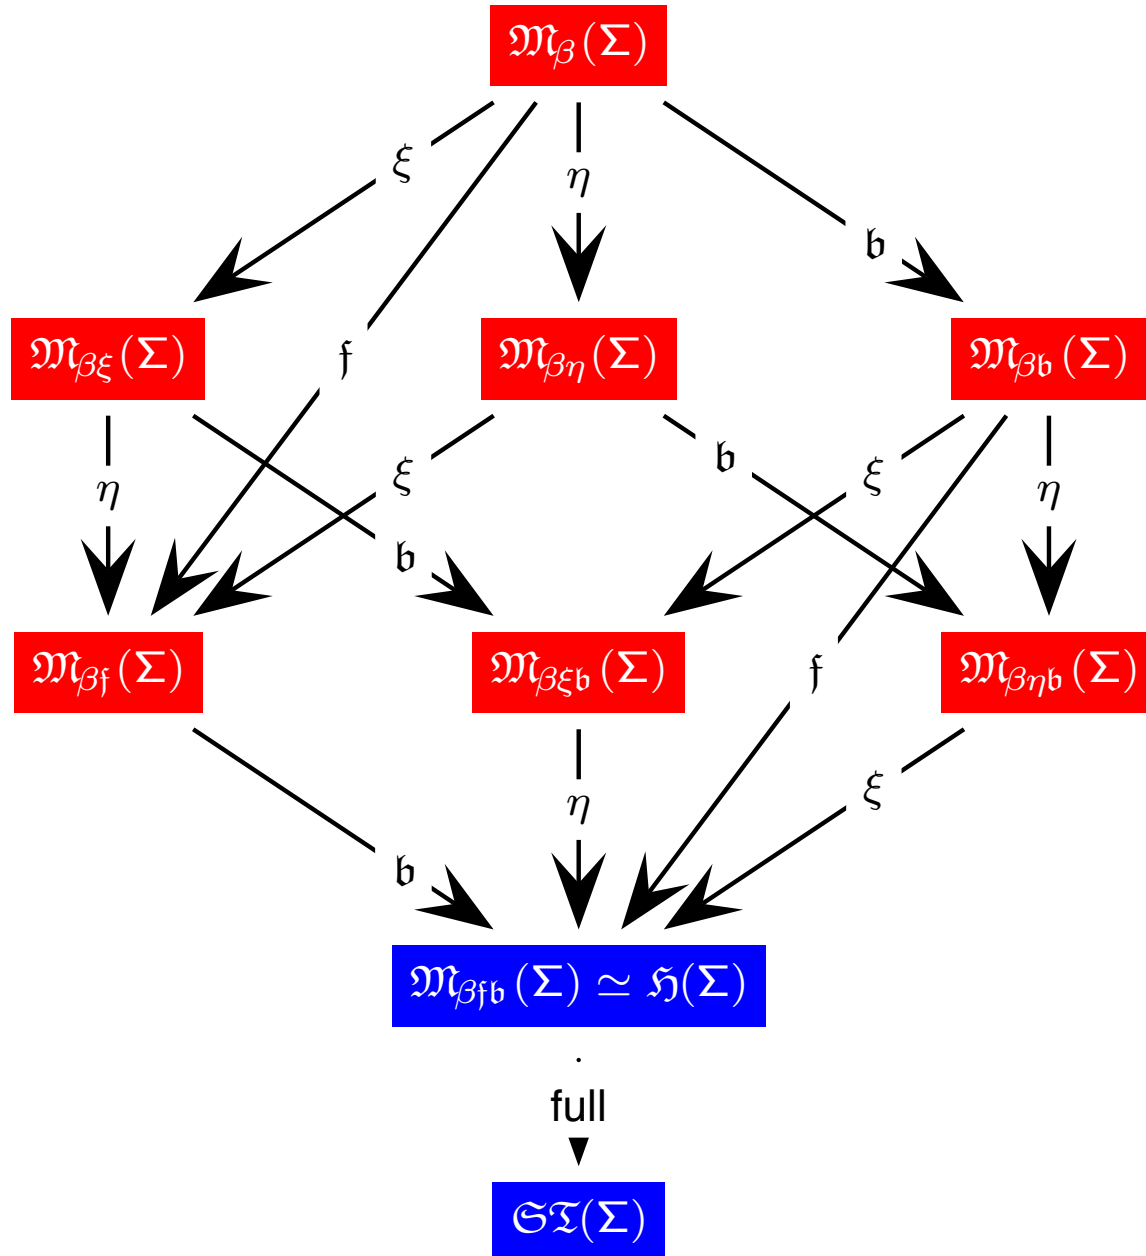 𝔐β(Σ)
ξ
η
𝔟
𝔣
𝔐βξ(Σ)
𝔐βη(Σ)
𝔐β𝔟(Σ)
η
𝔟
ξ
𝔟
ξ
η
𝔣
𝔐β𝔣(Σ)
𝔐βξ𝔟(Σ)
𝔐βη𝔟(Σ)
𝔟
η
ξ
𝔐β𝔣𝔟(Σ) ≃ ℌ(Σ)
full
𝔖𝔗(Σ)